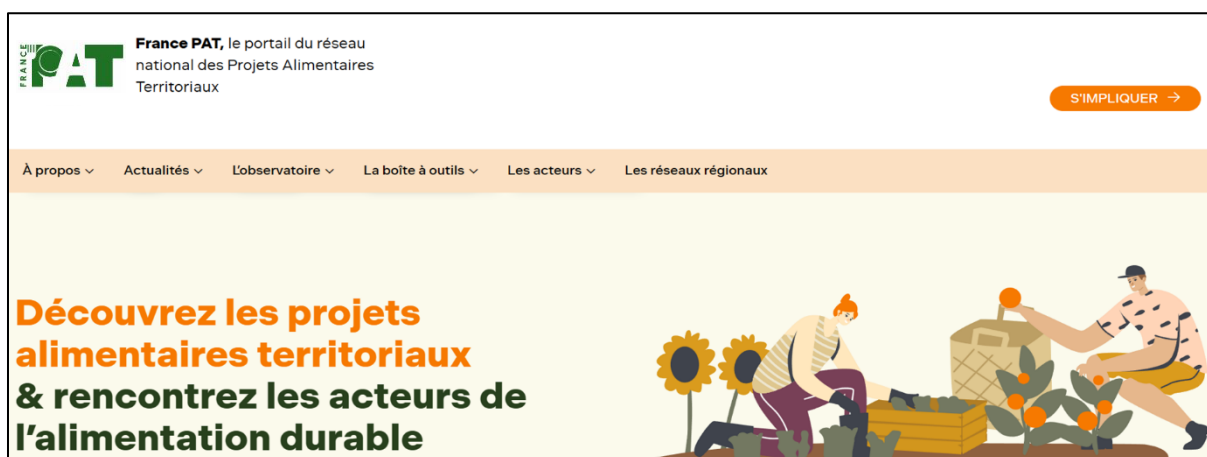 FRANCE
PAT
France PAT, le portail du réseau
national des Projets Alimentaires
Territoriaux
S'IMPLIQUER →
À propos
Actualités
L'observatoire
La boîte à outils
Les acteurs
Les réseaux régionaux
Découvrez les projets
alimentaires territoriaux
& rencontrez les acteurs de
l'alimentation durable